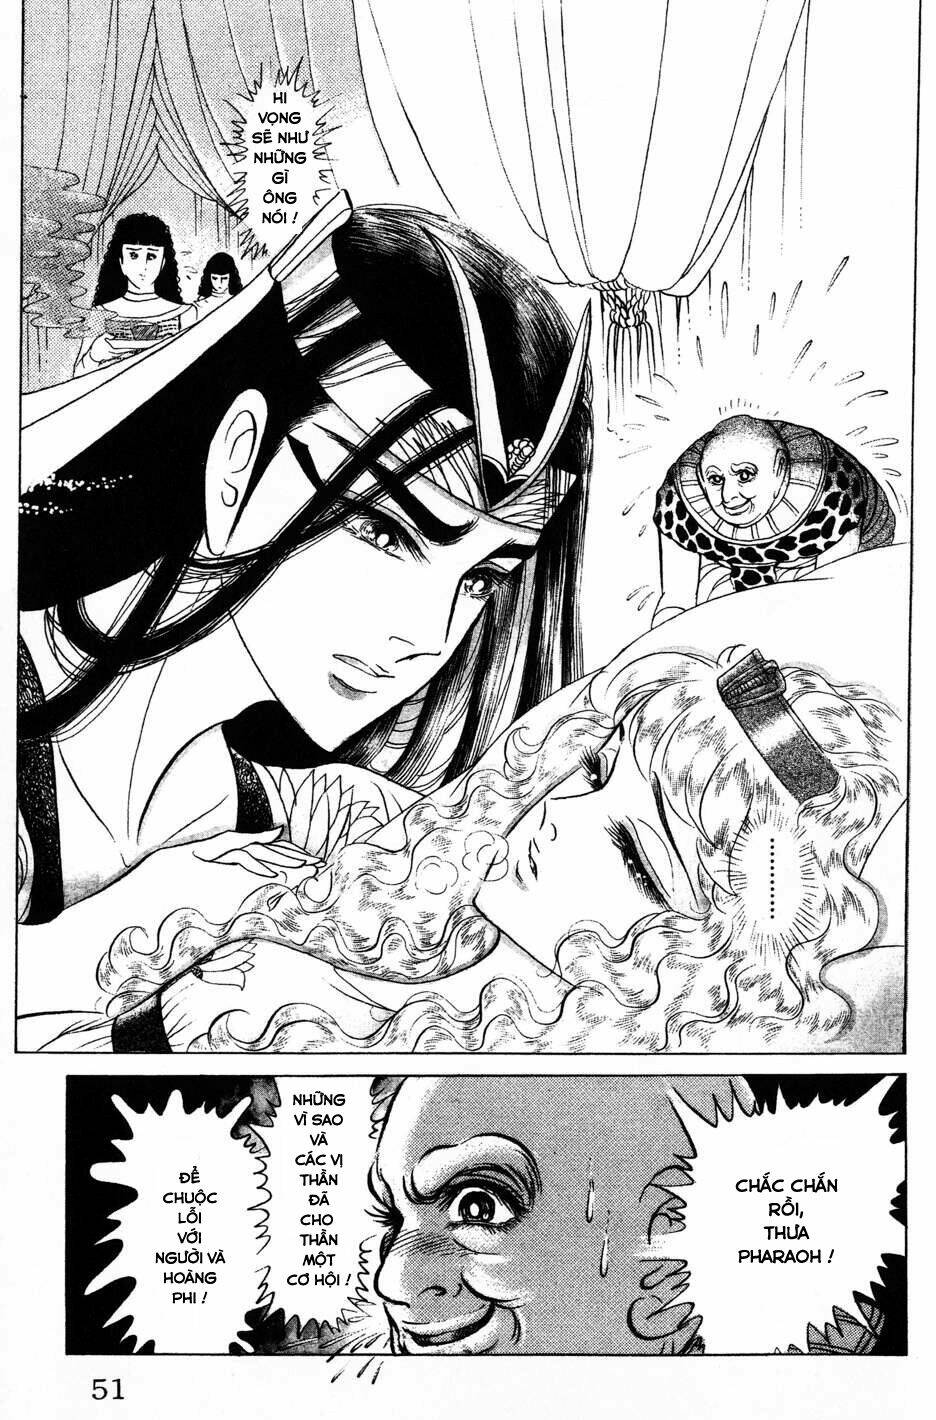 HI
VỌNG
SẼ NHƯ
NHỮNG
GÌ
ÔNG
NÓI !
..........
CHẮC CHẮN
RỒI,
THƯA
PHARAOH !
NHỮNG
VÌ SAO
VÀ
CÁC VỊ
THẦN
ĐÃ
CHO
THẦN
MỘT
CƠ HỘI !
ĐỂ
CHUỘC
LỖI
VỚI
NGƯỜI VÀ
HOÀNG
PHI !
51